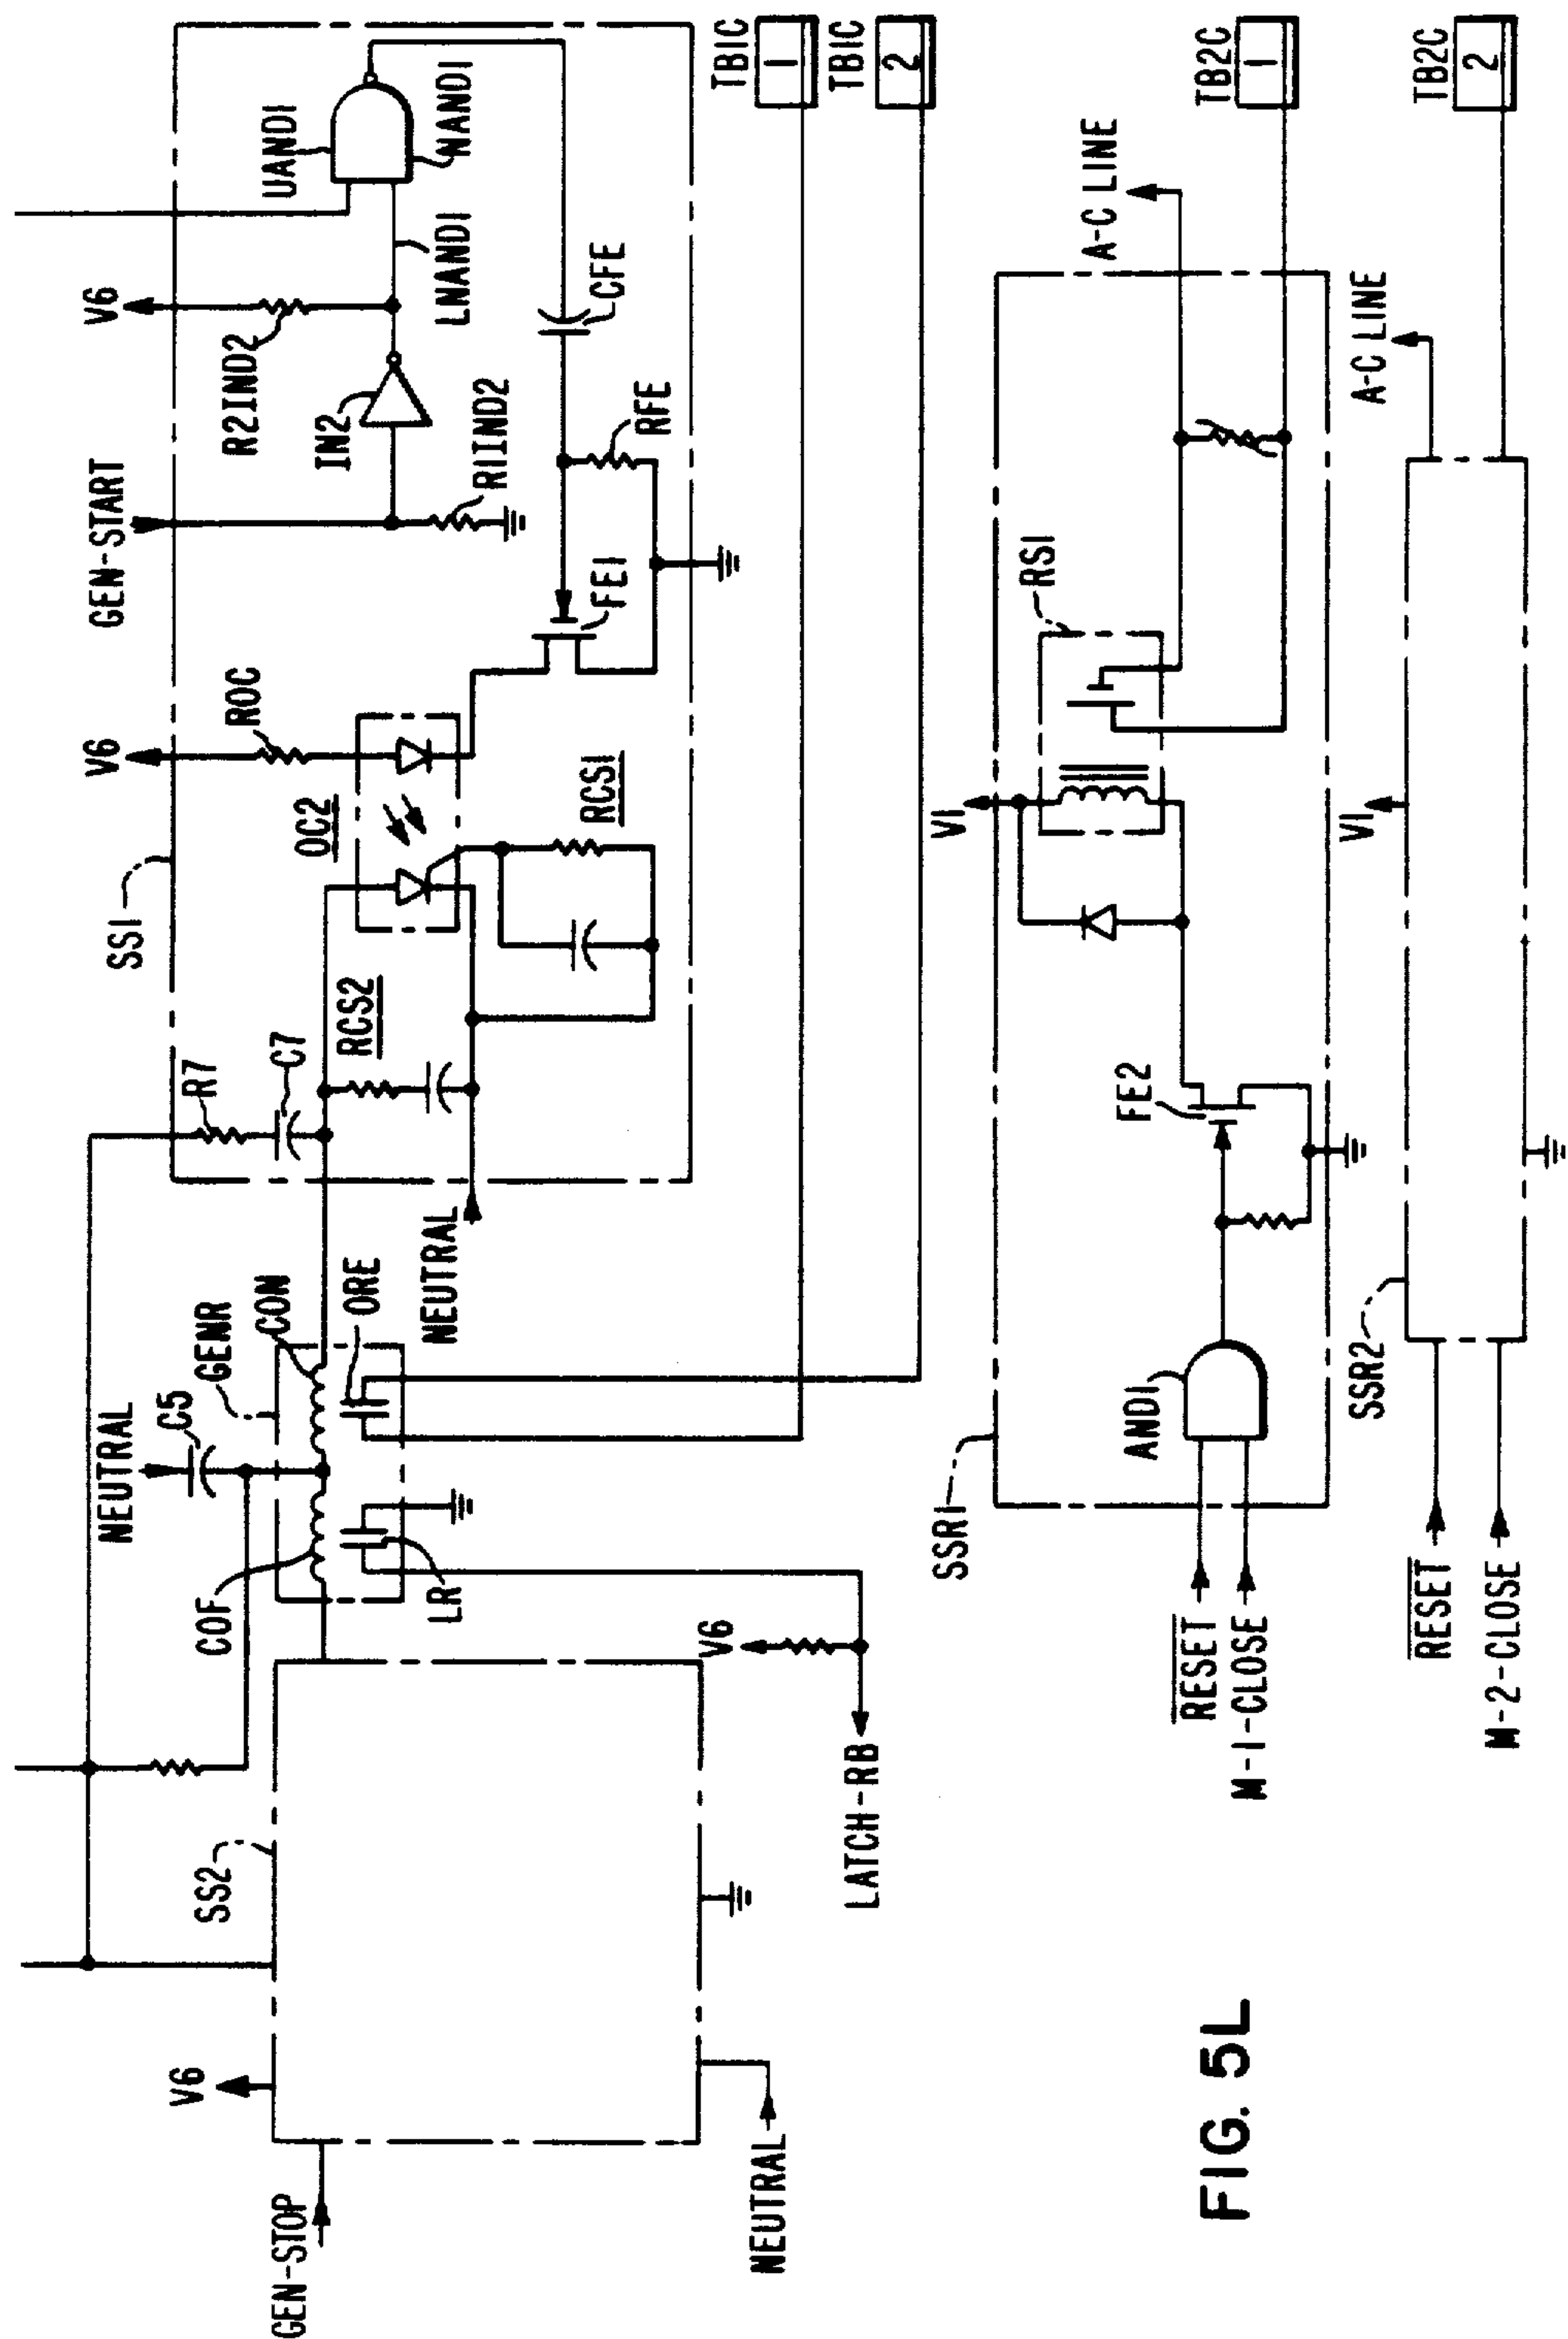 UAND1
NAND1
V6
R2IND2
LNAND1
IN2
GEN-START
R1IND2
CFE
RFE
FE1
V6
ROC
OC2
RCS1
SS1
RCS2
R7
C7
NEUTRAL
TB1C
1
TB1C
2
NEUTRAL
C5
GENR
CON
ORE
COF
LR
V6
LATCH-RB
SS2
V6
GEN-STOP
NEUTRAL
A-C LINE
TB2C
1
RS1
V1
FE2
AND1
SSR1
RESET
M-1-CLOSE
A-C LINE
TB2C
2
V1
SSR2
RESET
M-2-CLOSE
FIG. 5L